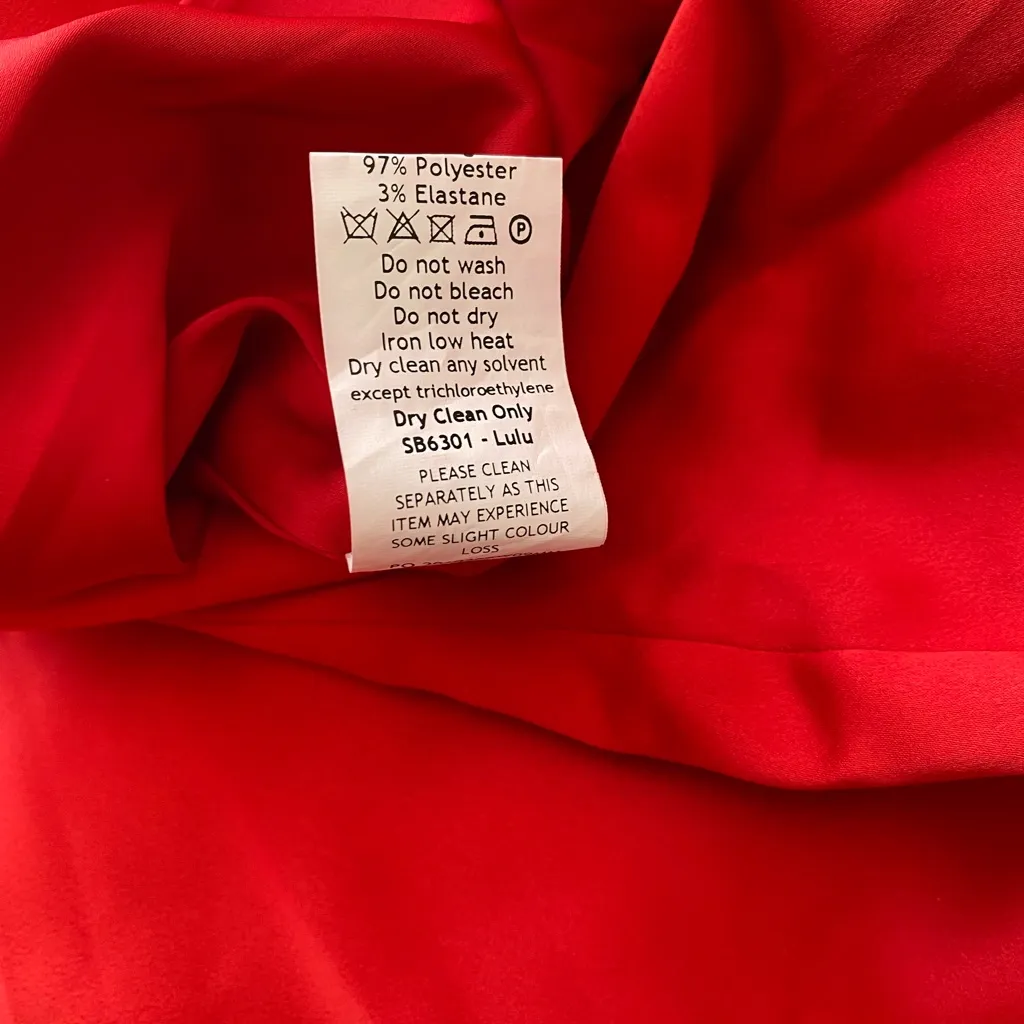 97% Polyester
3% Elastane
P
Do not wash
Do not bleach
Do not dry
Iron low heat
Dry clean any solvent
except trichloroethylene
Dry Clean Only
SB6301 - Lulu
PLEASE CLEAN
SEPARATELY AS THIS
ITEM MAY EXPERIENCE
SOME SLIGHT COLOUR
LOSS